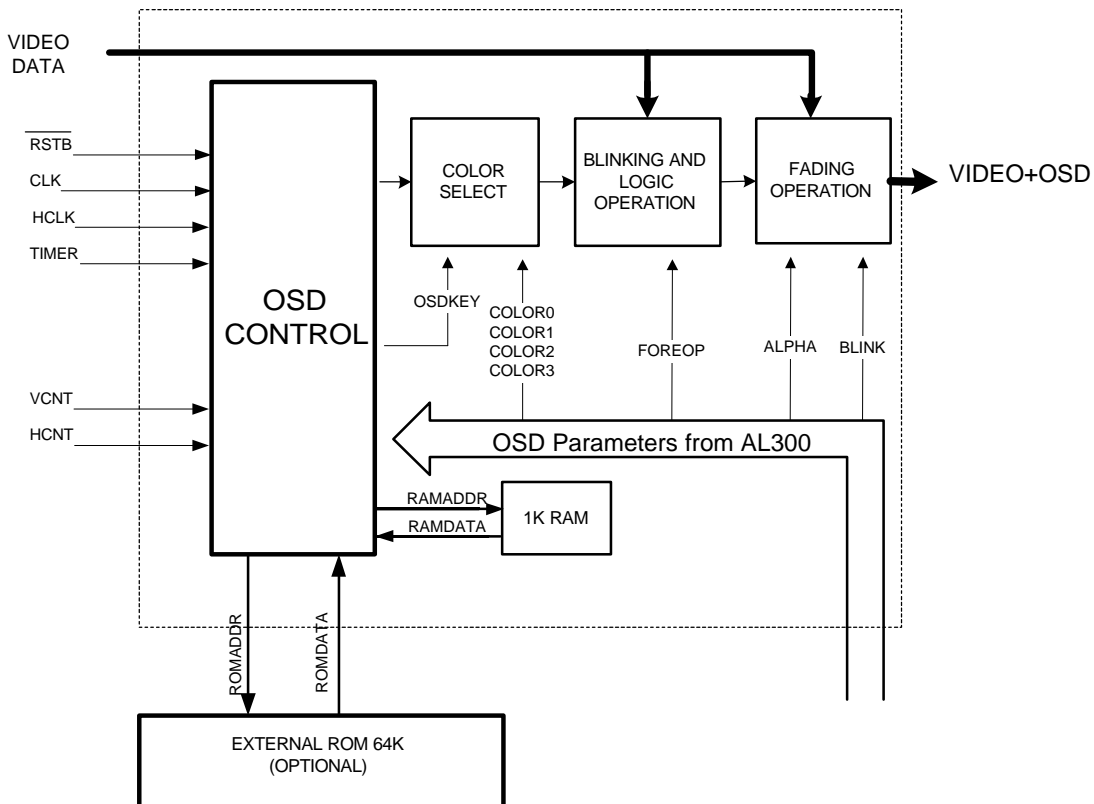 VIDEO
DATA
RSTB
CLK
HCLK
TIMER
VCNT
HCNT
OSD
CONTROL
COLOR
SELECT
BLINKING AND
LOGIC
OPERATION
FADING
OPERATION
VIDEO+OSD
OSDKEY
COLOR0
COLOR1
COLOR2
COLOR3
FOREOP
ALPHA
BLINK
OSD Parameters from AL300
RAMADDR
RAMDATA
1K RAM
ROMADDR
ROMDATA
EXTERNAL ROM 64K
(OPTIONAL)